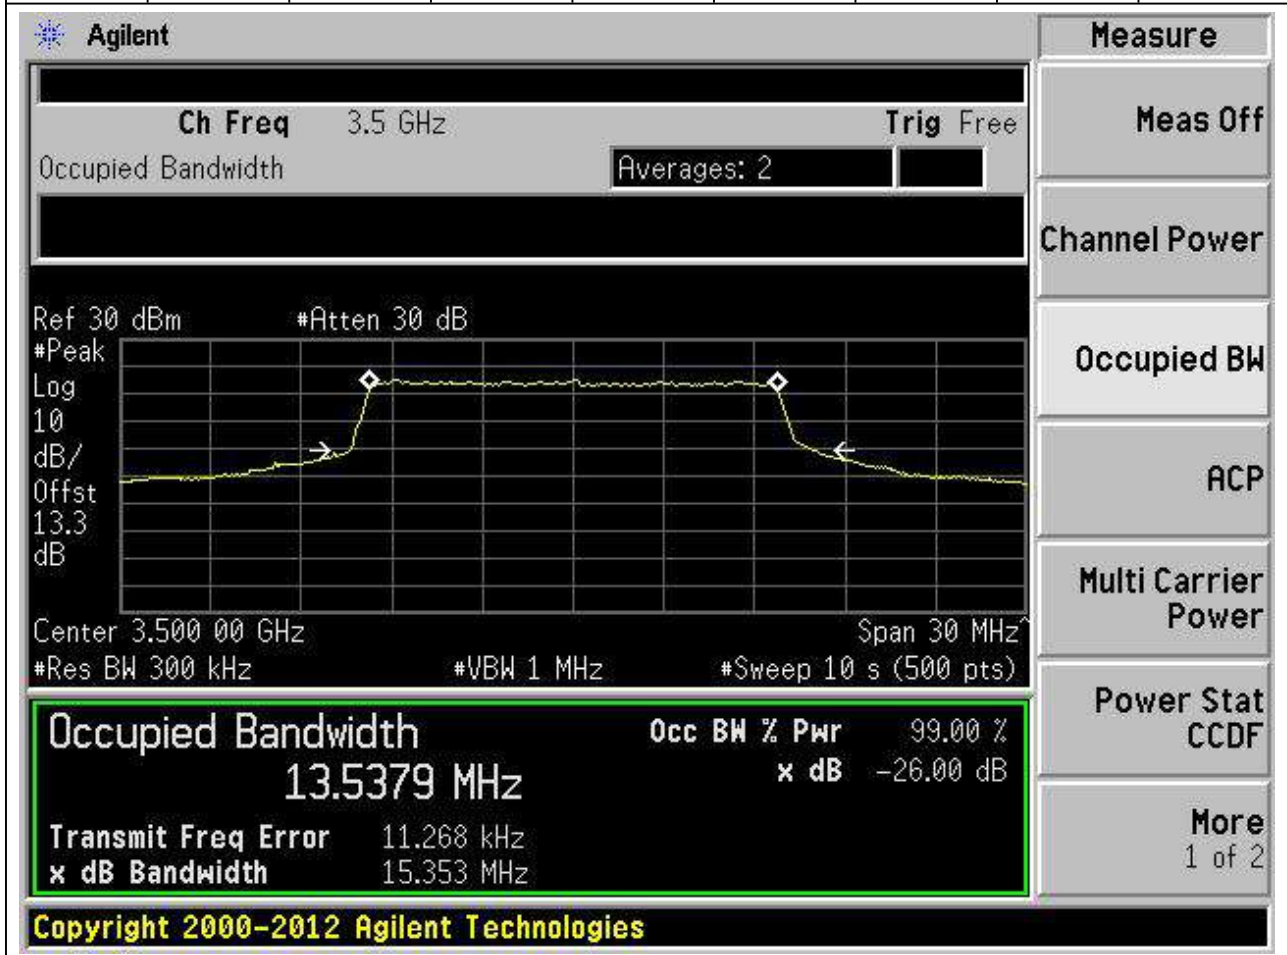 Agilent
Measure
Ch Freq 3.5 GHz Trig Free
Meas Off
Occupied Bandwidth Averages: 2
Channel Power
Ref 30 dBm #Atten 30 dB
#Peak
Log
10
dB/
Offst
13.3
dB
Occupied BW
ACP
Center 3.500 00 GHz Span 30 MHz^
#Res BW 300 kHz #VBW 1 MHz #Sweep 10 s (500 pts)
Multi Carrier
Power
Occupied Bandwidth Occ BW % Pwr 99.00 %
13.5379 MHz x dB -26.00 dB
Power Stat
CCDF
Transmit Freq Error 11.268 kHz
x dB Bandwidth 15.353 MHz
More
1 of 2
Copyright 2000-2012 Agilent Technologies